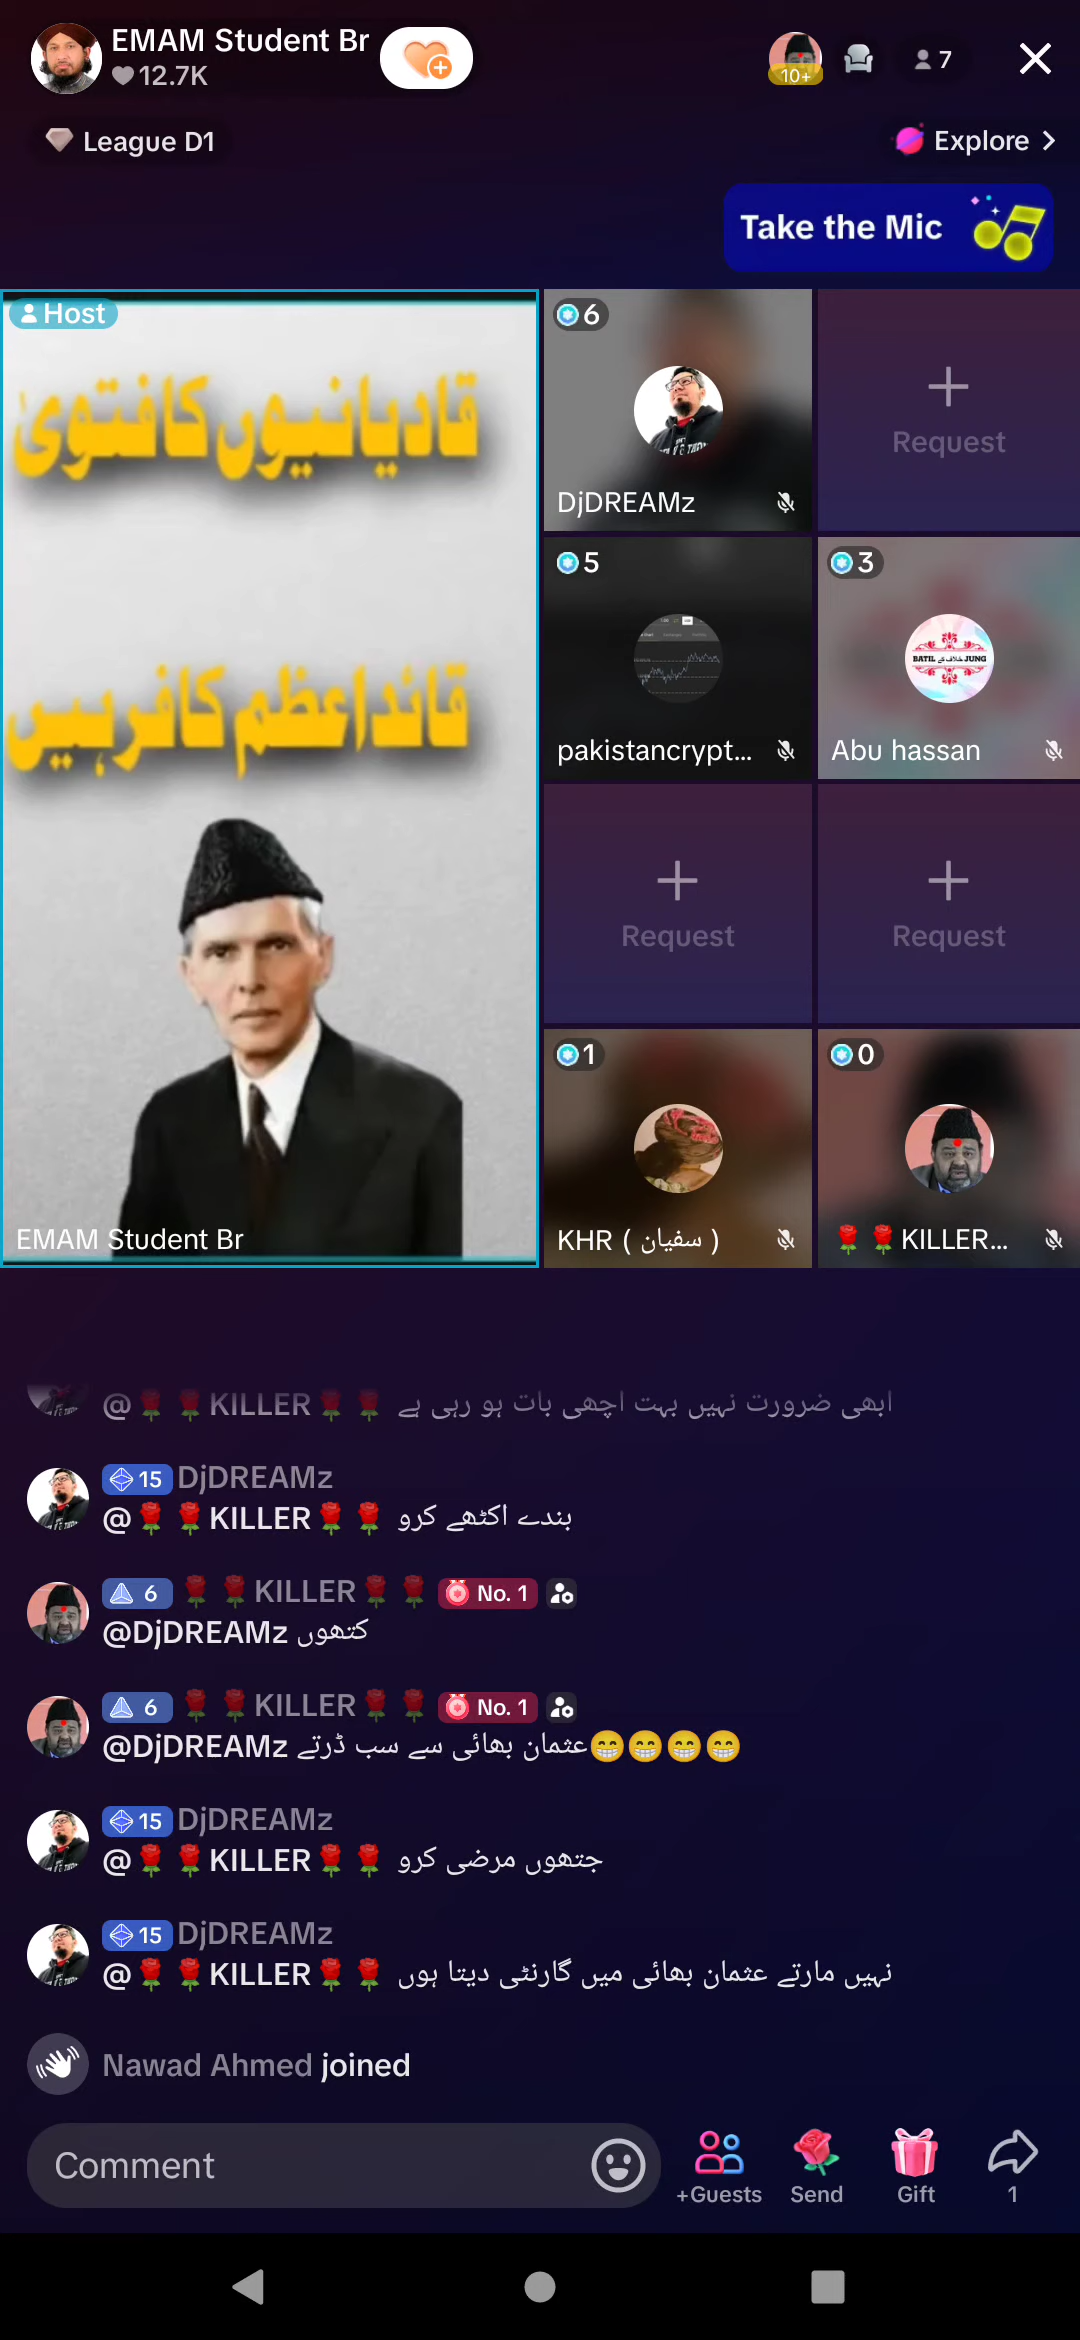 EMAM Student Br
12.7K
10+
7
League D1
Explore
Take the Mic
Host
قادیانیوں کا فتویٰ
قائداعظم کافر ہیں
EMAM Student Br
6
DjDREAMz
Request
5
pakistancrypt...
3
BATIL خلاف کے JUNG
Abu hassan
Request
Request
1
KHR ( سفیان )
0
🌹🌹KILLER...
@🌹🌹KILLER🌹🌹 ابھی ضرورت نہیں بہت اچھی بات ہو رہی ہے
15 DjDREAMz
@🌹🌹KILLER🌹🌹 بندے اکٹھے کرو
6 🌹🌹KILLER🌹🌹 No. 1
@DjDREAMz کتھوں
6 🌹🌹KILLER🌹🌹 No. 1
@DjDREAMz عثمان بھائی سے سب ڈرتے😁😁😁😁
15 DjDREAMz
@🌹🌹KILLER🌹🌹 جتھوں مرضی کرو
15 DjDREAMz
@🌹🌹KILLER🌹🌹 نہیں مارتے عثمان بھائی میں گارنٹی دیتا ہوں
Nawad Ahmed joined
Comment
+Guests
Send
Gift
1